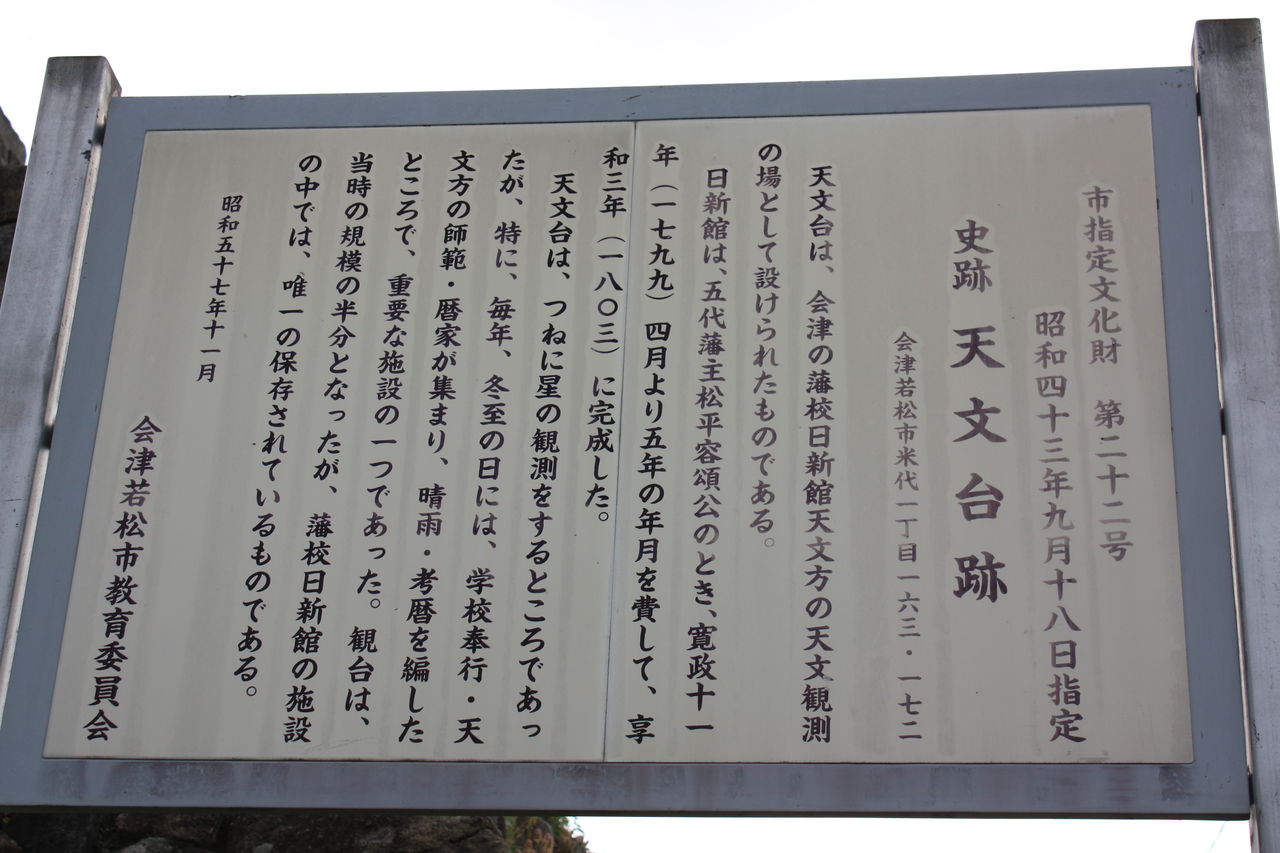 市指定文化財　第二十二号
昭和四十三年九月十八日指定
史跡 天文台跡
会津若松市米代一丁目一六三・一七二
天文台は、会津の藩校日新館天文方の天文観測
の場として設けられたものである。
日新館は、五代藩主松平容頌公のとき、寛政十一
年（一七九九）四月より五年の年月を費して、享
和三年（一八〇三）に完成した。
天文台は、つねに星の観測をするところであっ
たが、特に、毎年、冬至の日には、学校奉行・天
文方の師範・暦家が集まり、晴雨・考暦を編した
ところで、重要な施設の一つであった。観台は、
当時の規模の半分となったが、藩校日新館の施設
の中では、唯一の保存されているものである。
昭和五十七年十一月
会津若松市教育委員会